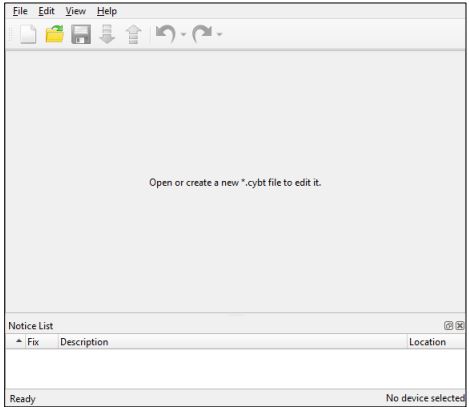 File Edit View Help
Open or create a new *.cybt file to edit it.
Notice List
Fix Description Location
Ready No device selected